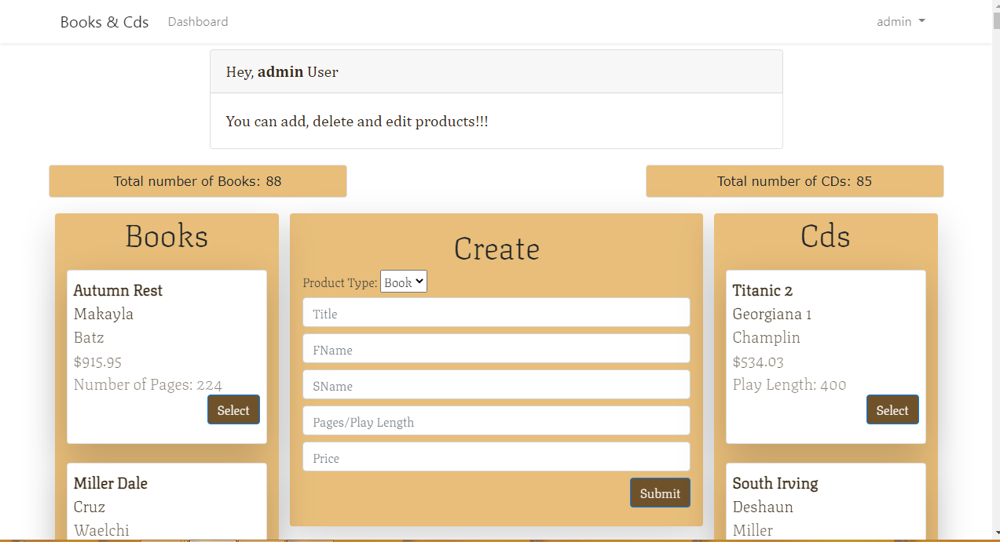 Books & Cds Dashboard admin
Hey, admin User
You can add, delete and edit products!!!
Total number of Books: 88
Total number of CDs: 85
Books
Autumn Rest
Makayla
Batz
$915.95
Number of Pages: 224
Select
Miller Dale
Cruz
Waelchi
Create
Product Type: Book
Title
FName
SName
Pages/Play Length
Price
Submit
Cds
Titanic 2
Georgiana 1
Champlin
$534.03
Play Length: 400
Select
South Irving
Deshaun
Miller